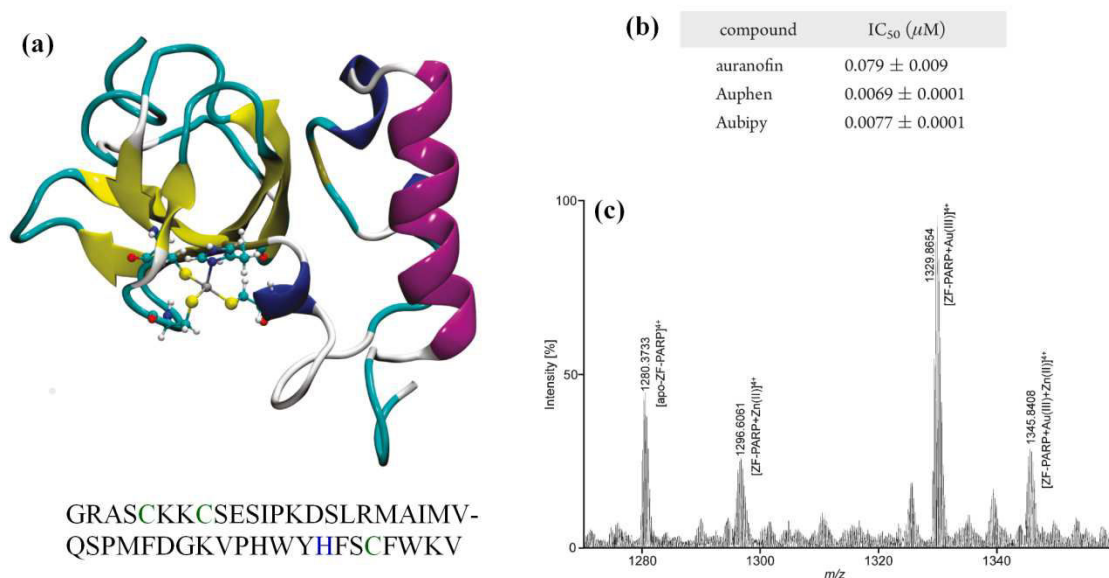 (a)
GRASCKKCSESIPKDSLRMAIMV-
QSPMFDGKVPHWYHFSCFWKV
(b)
compound IC50 (µM)
auranofin 0.079 ± 0.009
Auphen 0.0069 ± 0.0001
Aubipy 0.0077 ± 0.0001
(c)
Intensity [%]
100
50
0
1280.3733
[apo-ZF-PARP]4+
1296.6061
[ZF-PARP+Zn(II)]4+
1329.8654
[ZF-PARP+Au(III)]4+
1345.8408
[ZF-PARP+Au(III)+Zn(II)]4+
1280 1300 1320 1340
m/z